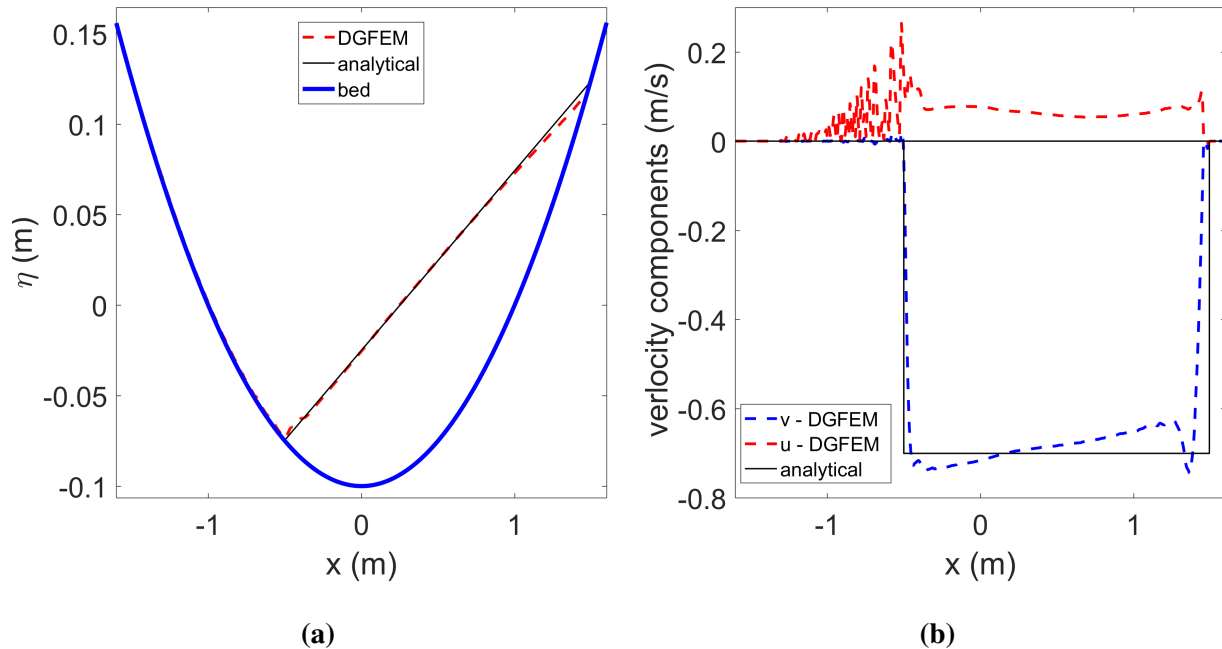 0.15
0.1
0.05
0
-0.05
-0.1
η (m)
DGFEM
analytical
bed
-1
0
1
x (m)
(a)
0.2
0
-0.2
-0.4
-0.6
-0.8
verlocity components (m/s)
v - DGFEM
u - DGFEM
analytical
-1
0
1
x (m)
(b)